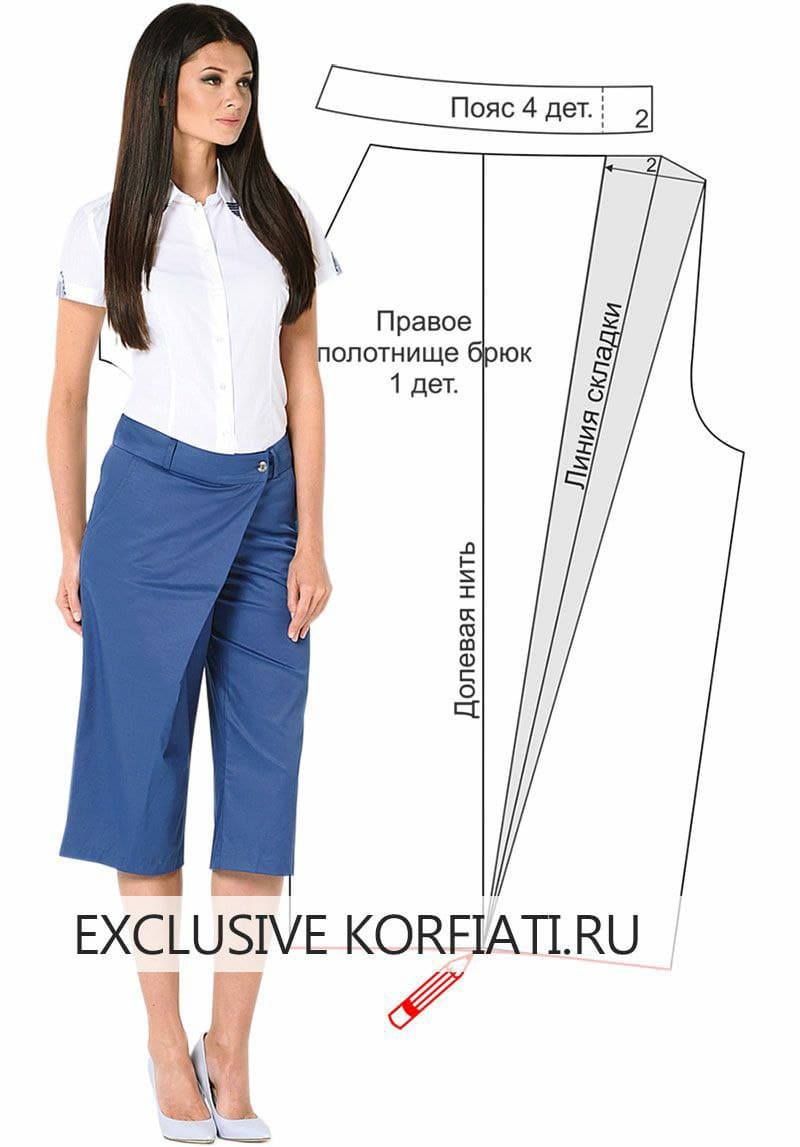 Пояс 4 дет.
2
2
Правое
полотнище брюк
1 дет.
Линия складки
Долевая нить
EXCLUSIVE KORFIATI.RU